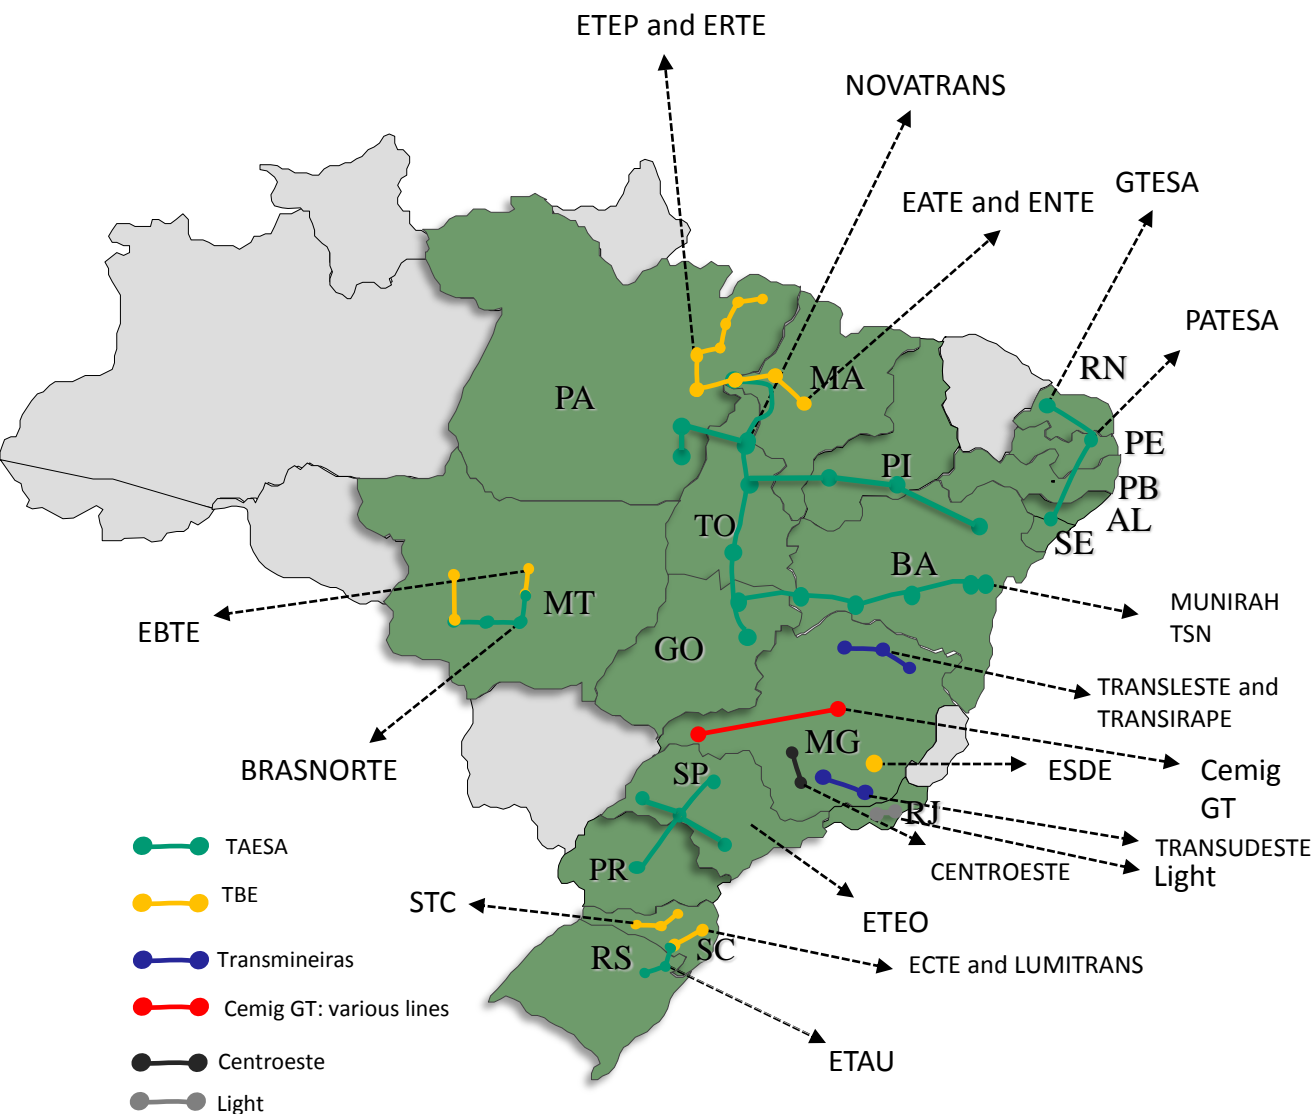 ETEP and ERTE
NOVATRANS
GTESA
EATE and ENTE
PATESA
RN
MA
PA
PE
PI
PB
AL
TO
SE
BA
MT
MUNIRAH
TSN
EBTE
GO
TRANSLESTE and
TRANSIRAPE
MG
BRASNORTE
SP
ESDE
Cemig
GT
RJ
TRANSUDESTE
TAESA
PR
CENTROESTE
Light
TBE
STC
ETEO
RS
SC
Transmineiras
ECTE and LUMITRANS
Cemig GT: various lines
Centroeste
ETAU
Light